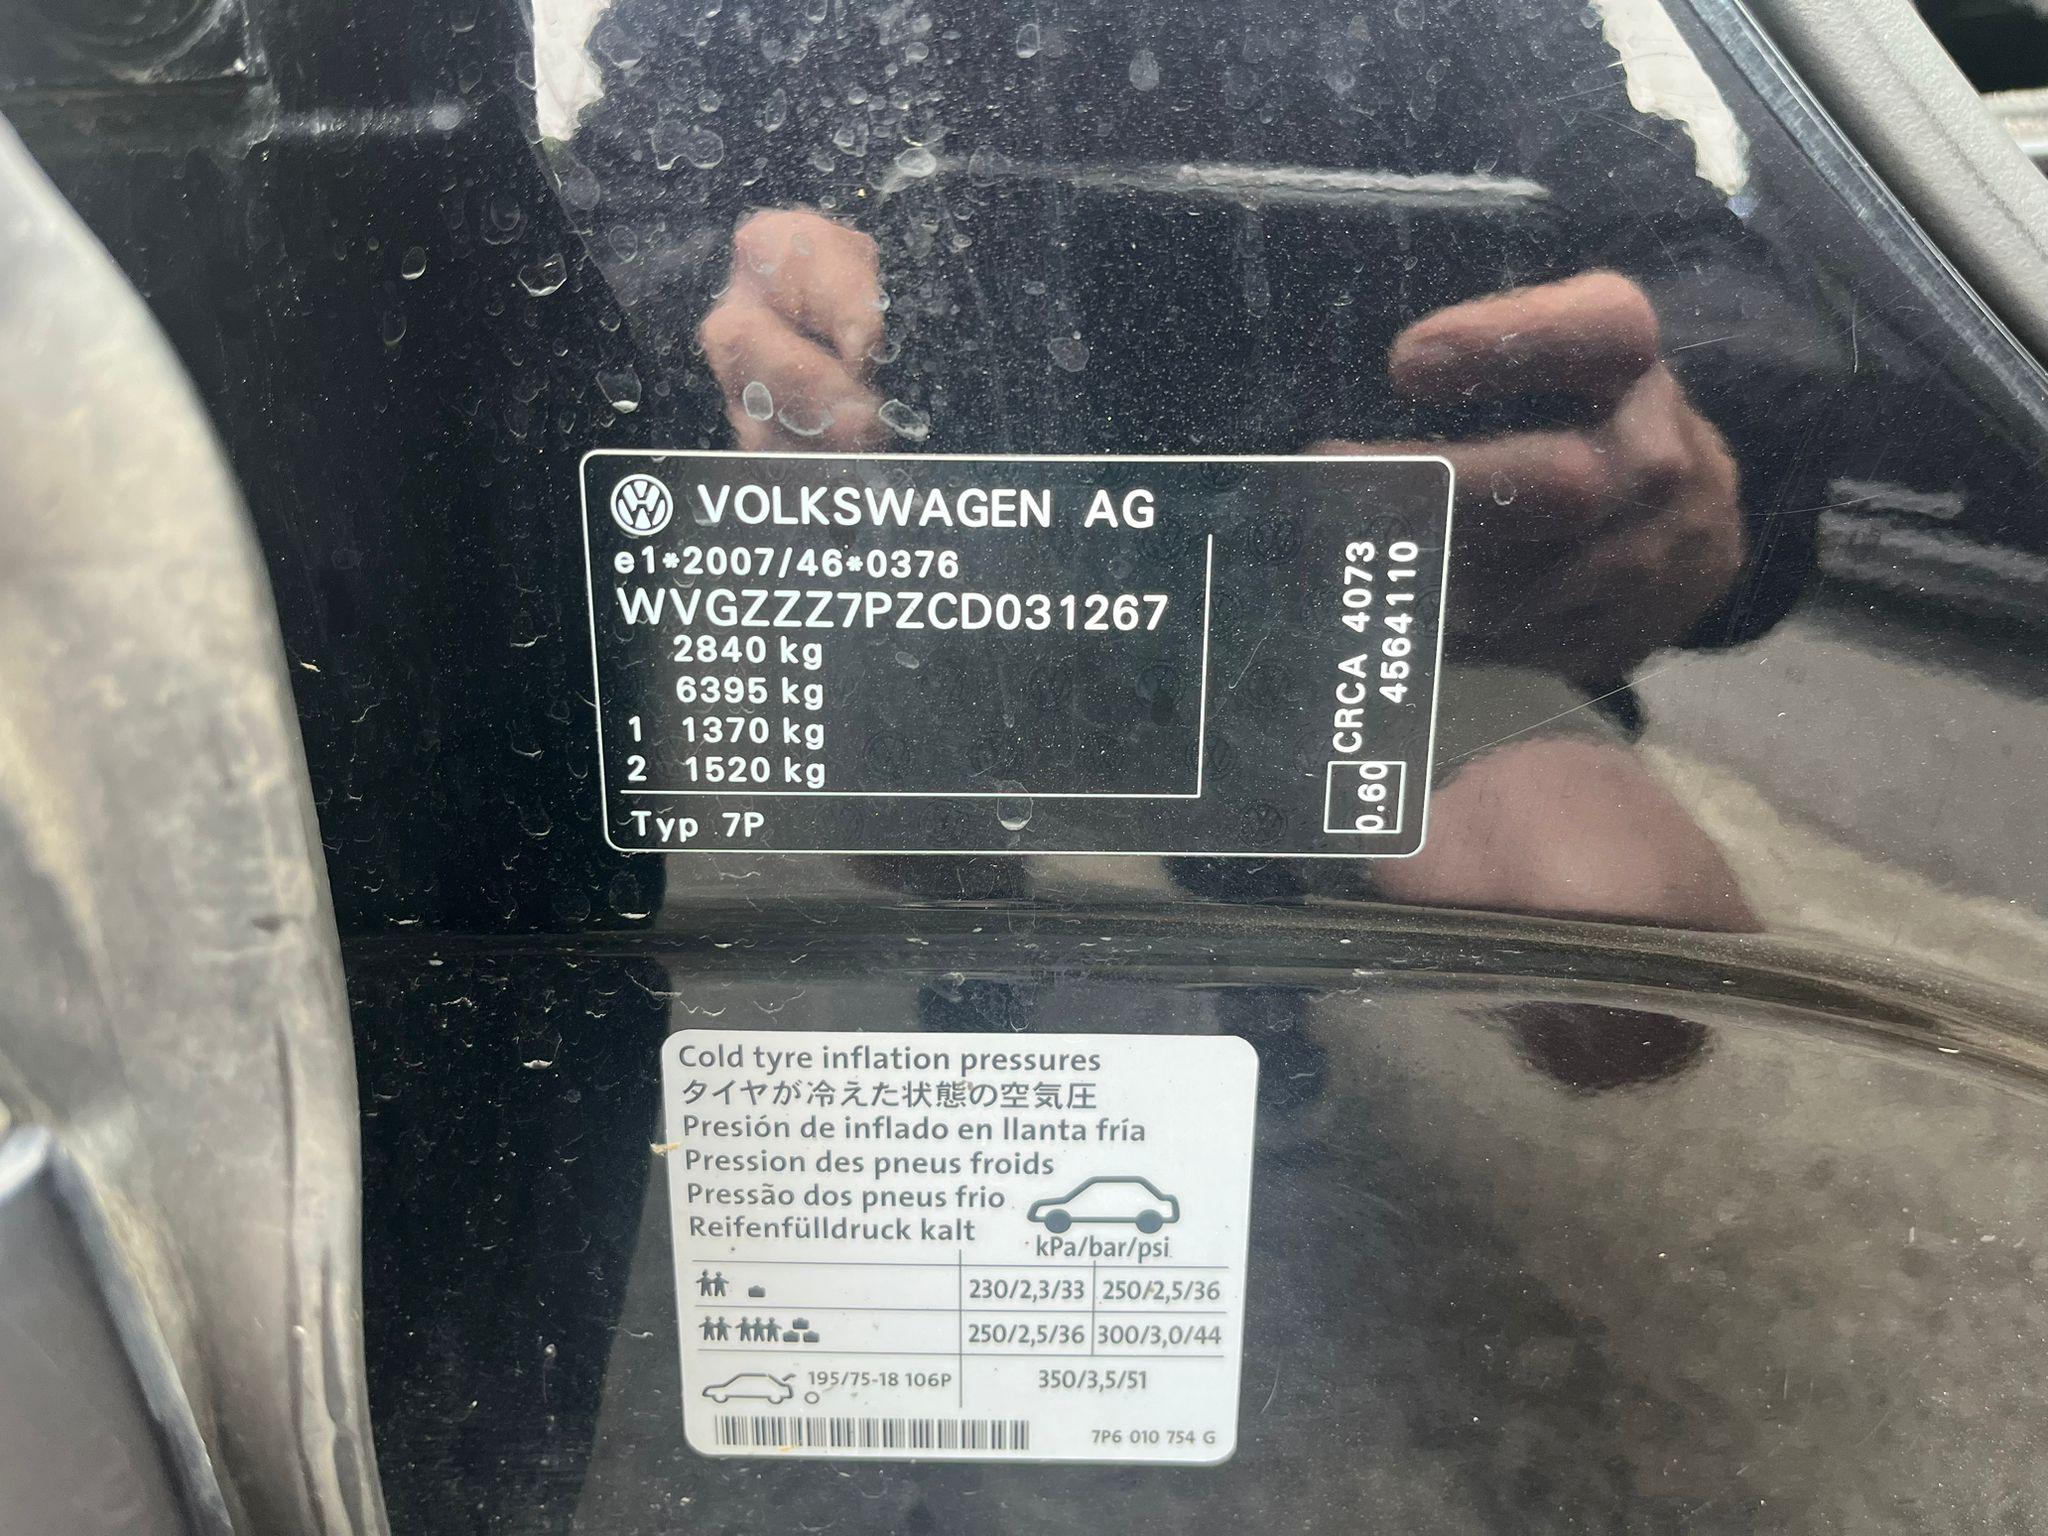 VOLKSWAGEN AG
e1*2007/46*0376
WVGZZZ7PZCD031267
2840 kg
6395 kg
1 1370 kg
2 1520 kg
Typ 7P
0.60 CRCA 4073
4564110
Cold tyre inflation pressures
タイヤが冷えた状態の空気圧
Presión de inflado en llanta fría
Pression des pneus froids
Pressão dos pneus frio
Reifenfülldruck kalt
kPa/bar/psi
230/2,3/33 250/2,5/36
250/2,5/36 300/3,0/44
195/75-18 106P 350/3,5/51
7P6 010 754 G